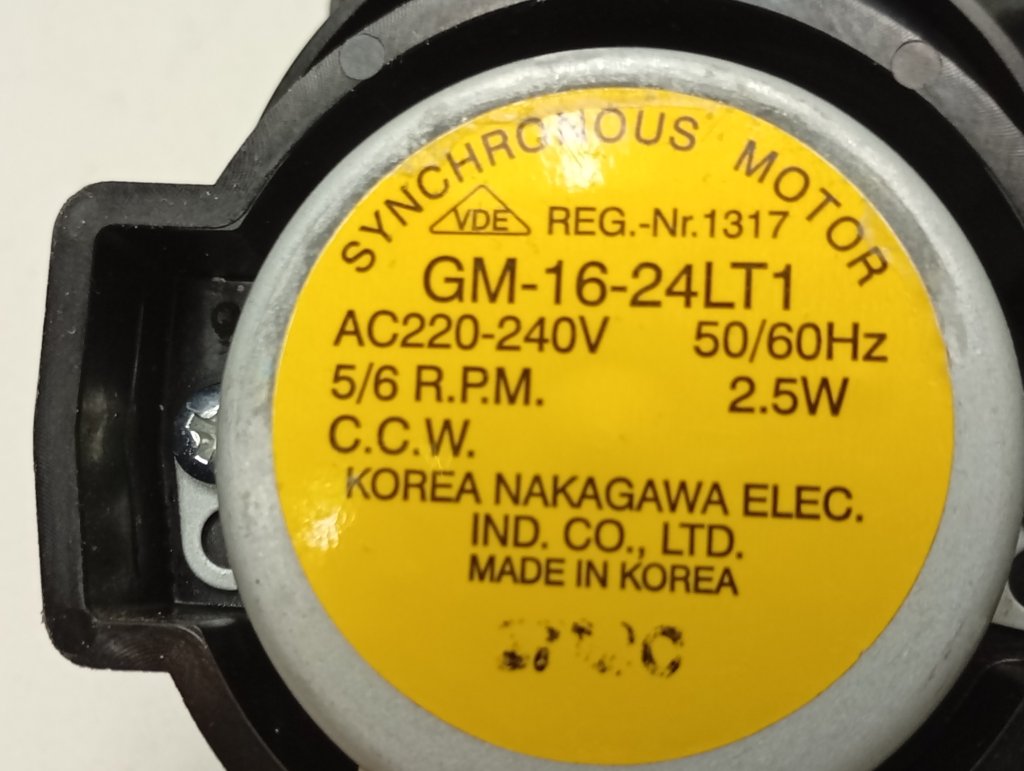 SYNCHRONOUS MOTOR
VDE REG.-Nr.1317
GM-16-24LT1
AC220-240V 50/60Hz
5/6 R.P.M. 2.5W
C.C.W.
KOREA NAKAGAWA ELEC.
IND. CO., LTD.
MADE IN KOREA